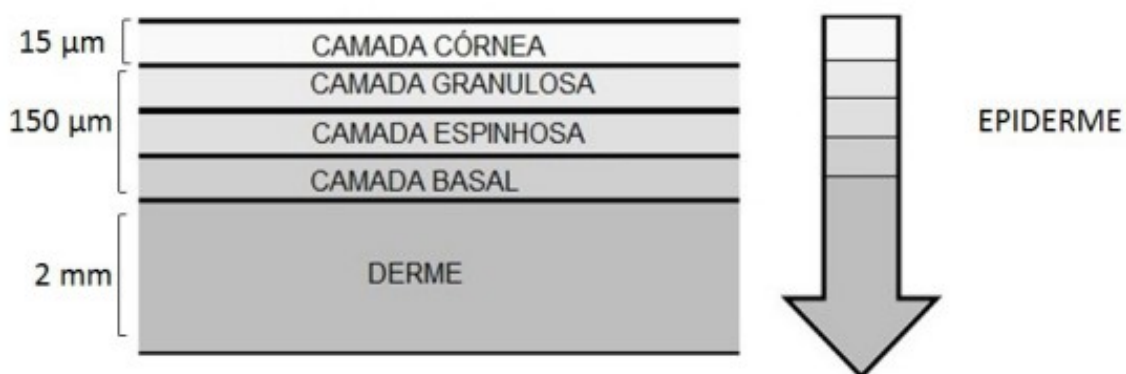 15 μm
CAMADA CÓRNEA
CAMADA GRANULOSA
150 μm
CAMADA ESPINHOSA
EPIDERME
CAMADA BASAL
2 mm
DERME